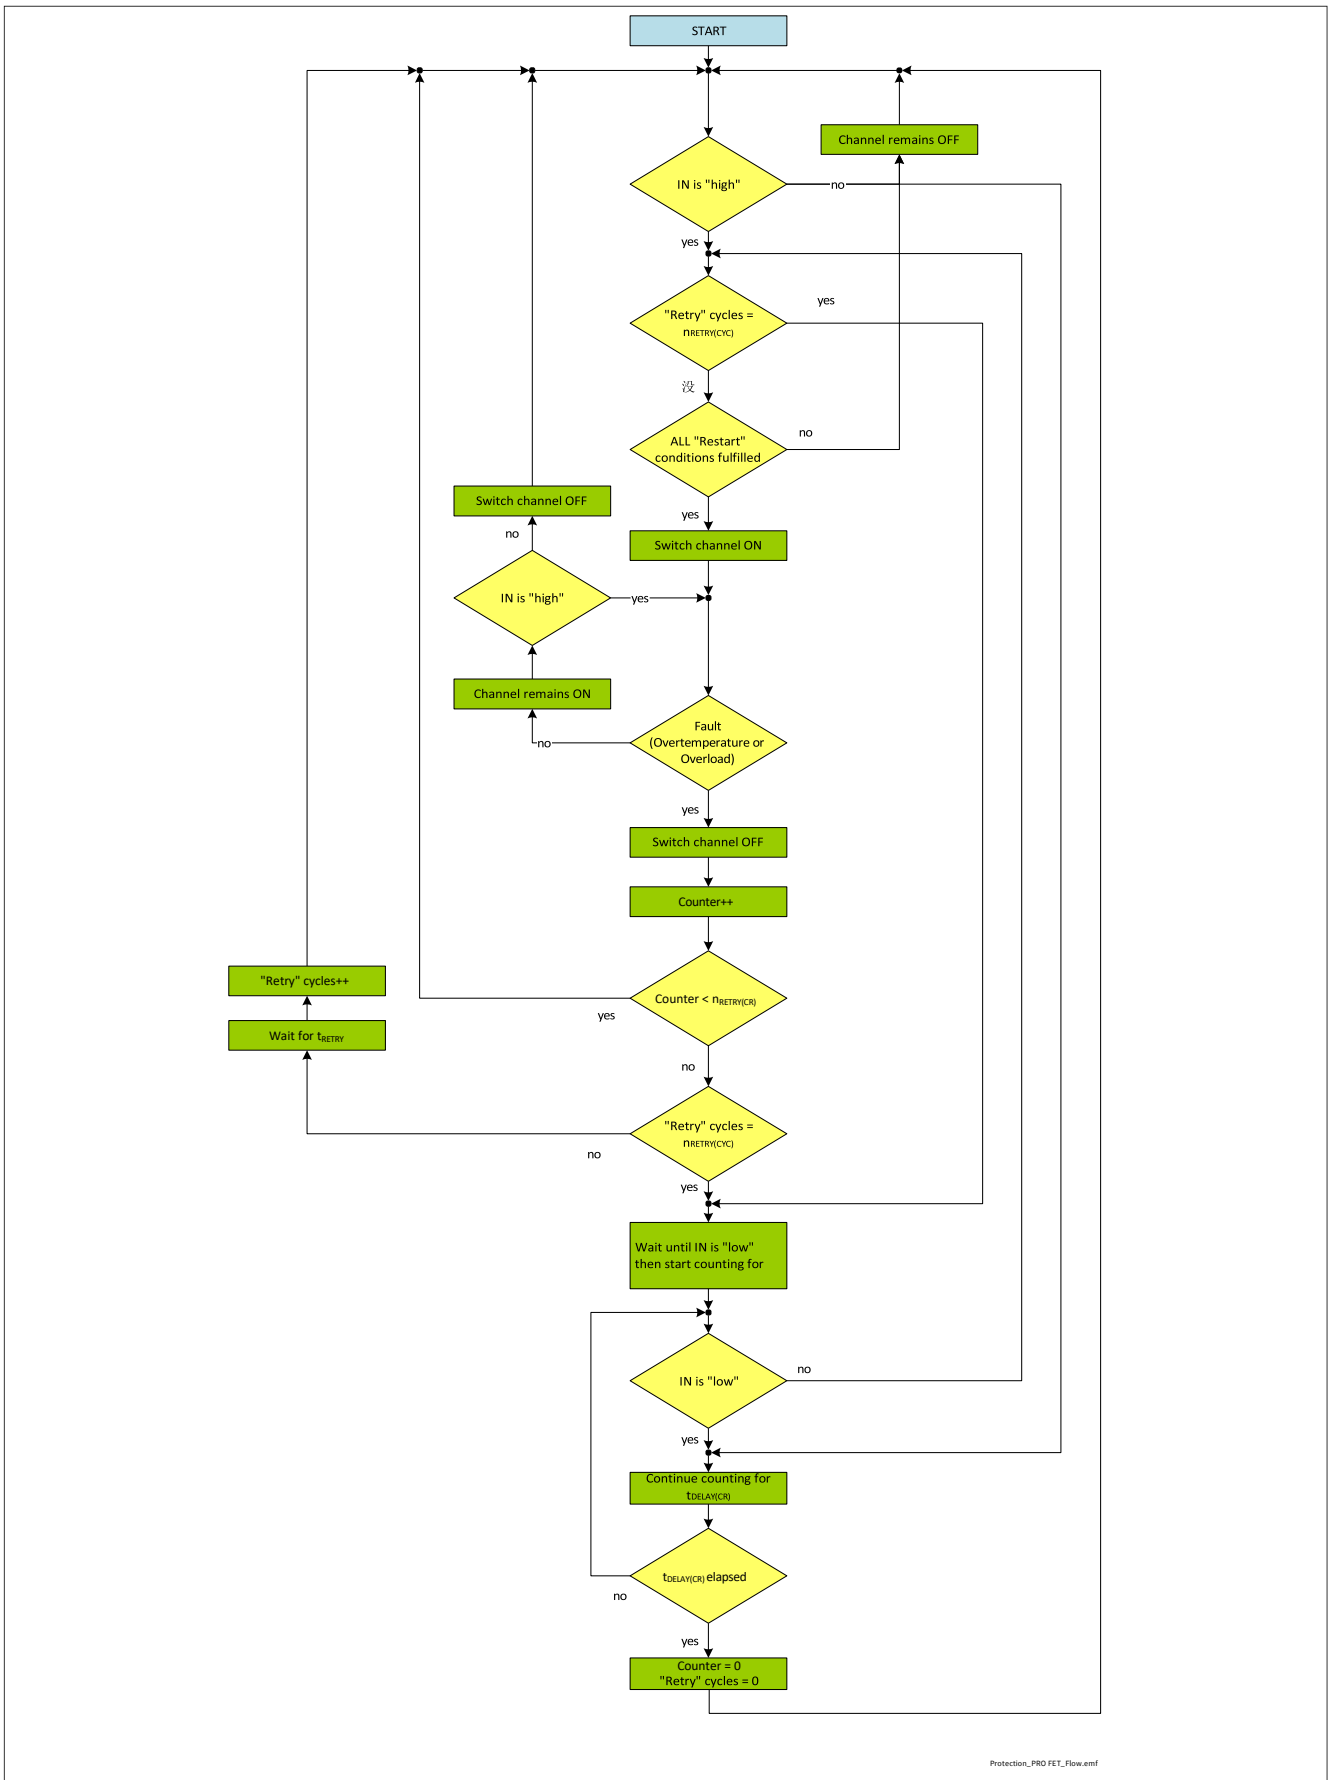 START
Channel remains OFF
IN is "high"
no
yes
"Retry" cycles =
nRETRY(CYC)
yes
没
ALL "Restart"
conditions fulfilled
no
Switch channel OFF
yes
no
Switch channel ON
IN is "high"
yes
Channel remains ON
Fault
(Overtemperature or
Overload)
no
yes
Switch channel OFF
Counter++
"Retry" cycles++
Counter < nRETRY(CR)
yes
Wait for tRETRY
no
"Retry" cycles =
nRETRY(CYC)
no
yes
Wait until IN is "low"
then start counting for
IN is "low"
no
yes
Continue counting for
tDELAY(CR)
tDELAY(CR) elapsed
no
yes
Counter = 0
"Retry" cycles = 0
Protection_PRO FET_Flow.emf